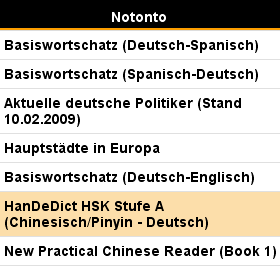 Notonto
Basiswortschatz (Deutsch-Spanisch)
Basiswortschatz (Spanisch-Deutsch)
Aktuelle deutsche Politiker (Stand
10.02.2009)
Hauptstädte in Europa
Basiswortschatz (Deutsch-Englisch)
HanDeDict HSK Stufe A
(Chinesisch/Pinyin - Deutsch)
New Practical Chinese Reader (Book 1)